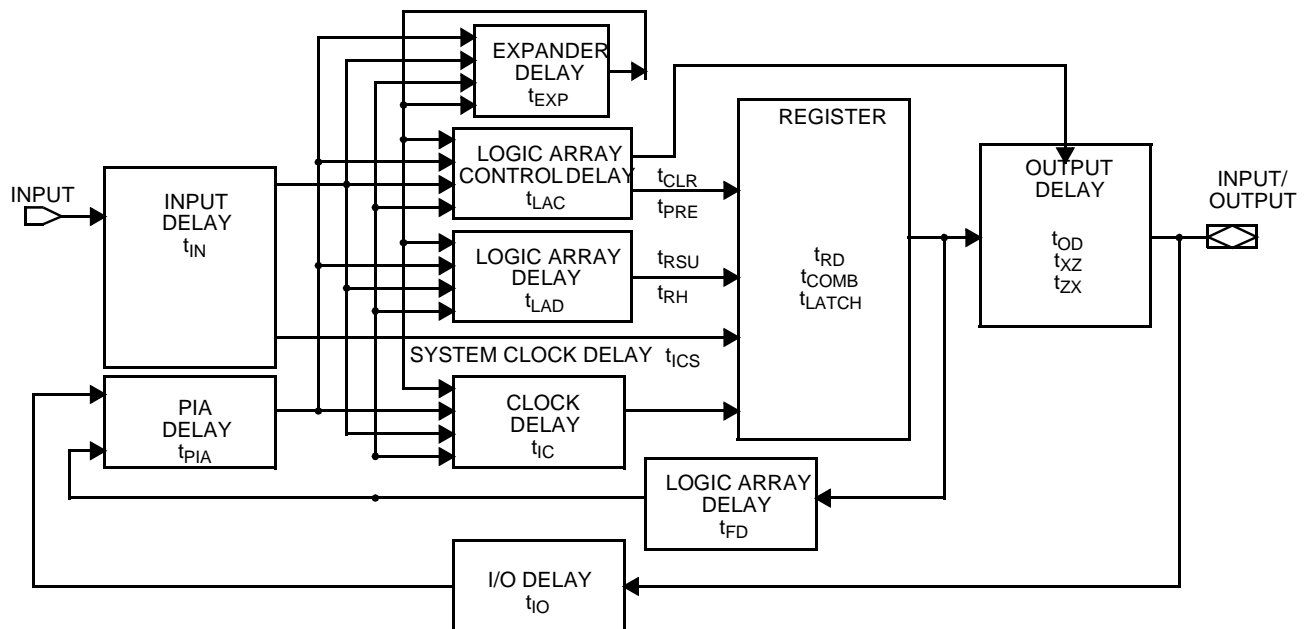 EXPANDER
DELAY
tEXP
REGISTER
LOGIC ARRAY
CONTROL DELAY
tLAC
tCLR
tPRE
OUTPUT
DELAY
tOD
tXZ
tZX
INPUT/
OUTPUT
INPUT
INPUT
DELAY
tIN
LOGIC ARRAY
DELAY
tLAD
tRSU
tRH
tRD
tCOMB
tLATCH
SYSTEM CLOCK DELAY tICS
PIA
DELAY
tPIA
CLOCK
DELAY
tIC
LOGIC ARRAY
DELAY
tFD
I/O DELAY
tIO